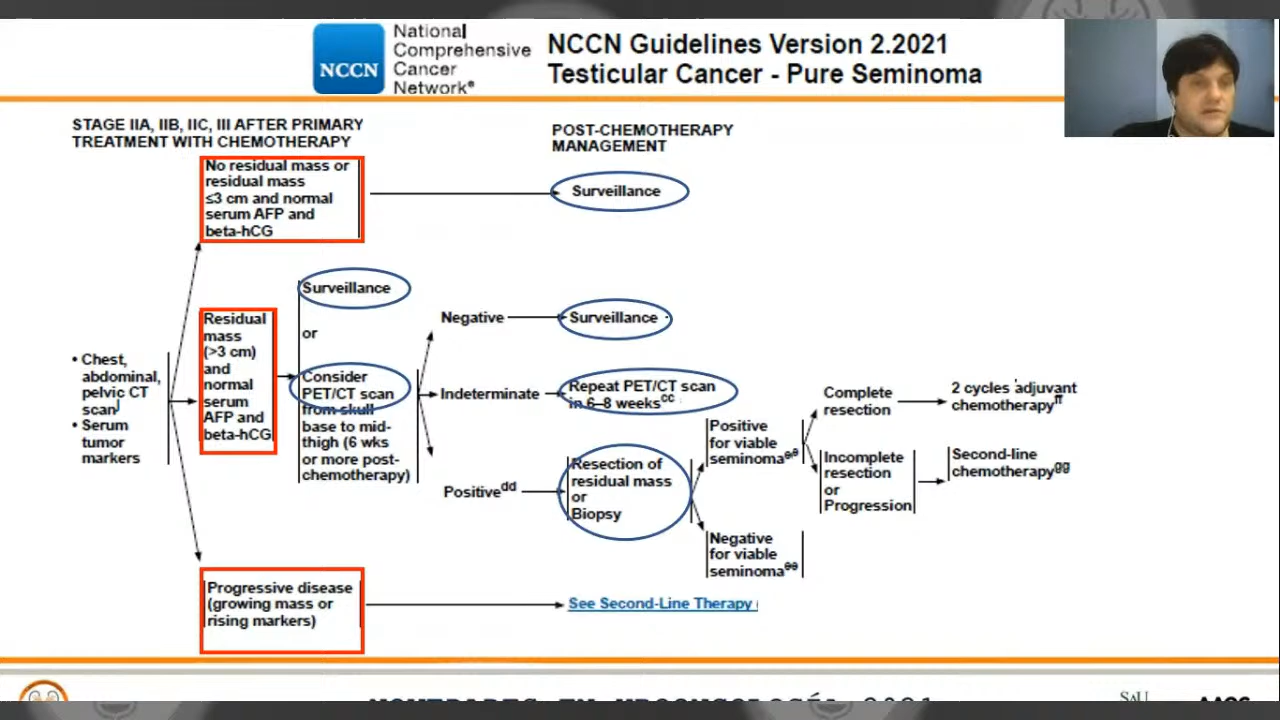 National
Comprehensive
Cancer
Network®
NCCN
NCCN Guidelines Version 2.2021
Testicular Cancer - Pure Seminoma
STAGE IIA, IIB, IIC, III AFTER PRIMARY
TREATMENT WITH CHEMOTHERAPY
POST-CHEMOTHERAPY
MANAGEMENT
No residual mass or
residual mass
≤3 cm and normal
serum AFP and
beta-hCG
Surveillance
• Chest,
abdominal,
pelvic CT
scan
• Serum
tumor
markers
Residual
mass
(>3 cm)
and
normal
serum
AFP and
beta-hCG
Surveillance
or
Consider
PET/CT scan
from skull
base to mid-
thigh (6 wks
or more post-
chemotherapy)
Negative
Surveillance
Indeterminate
Repeat PET/CT scan
in 6–8 weeks cc
Positive dd
Resection of
residual mass
or
Biopsy
Positive
for viable
seminoma ee
Complete
resection
2 cycles adjuvant
chemotherapy ff
Incomplete
resection
or
Progression
Second-line
chemotherapy gg
Negative
for viable
seminoma ee
Progressive disease
(growing mass or
rising markers)
See Second-Line Therapy